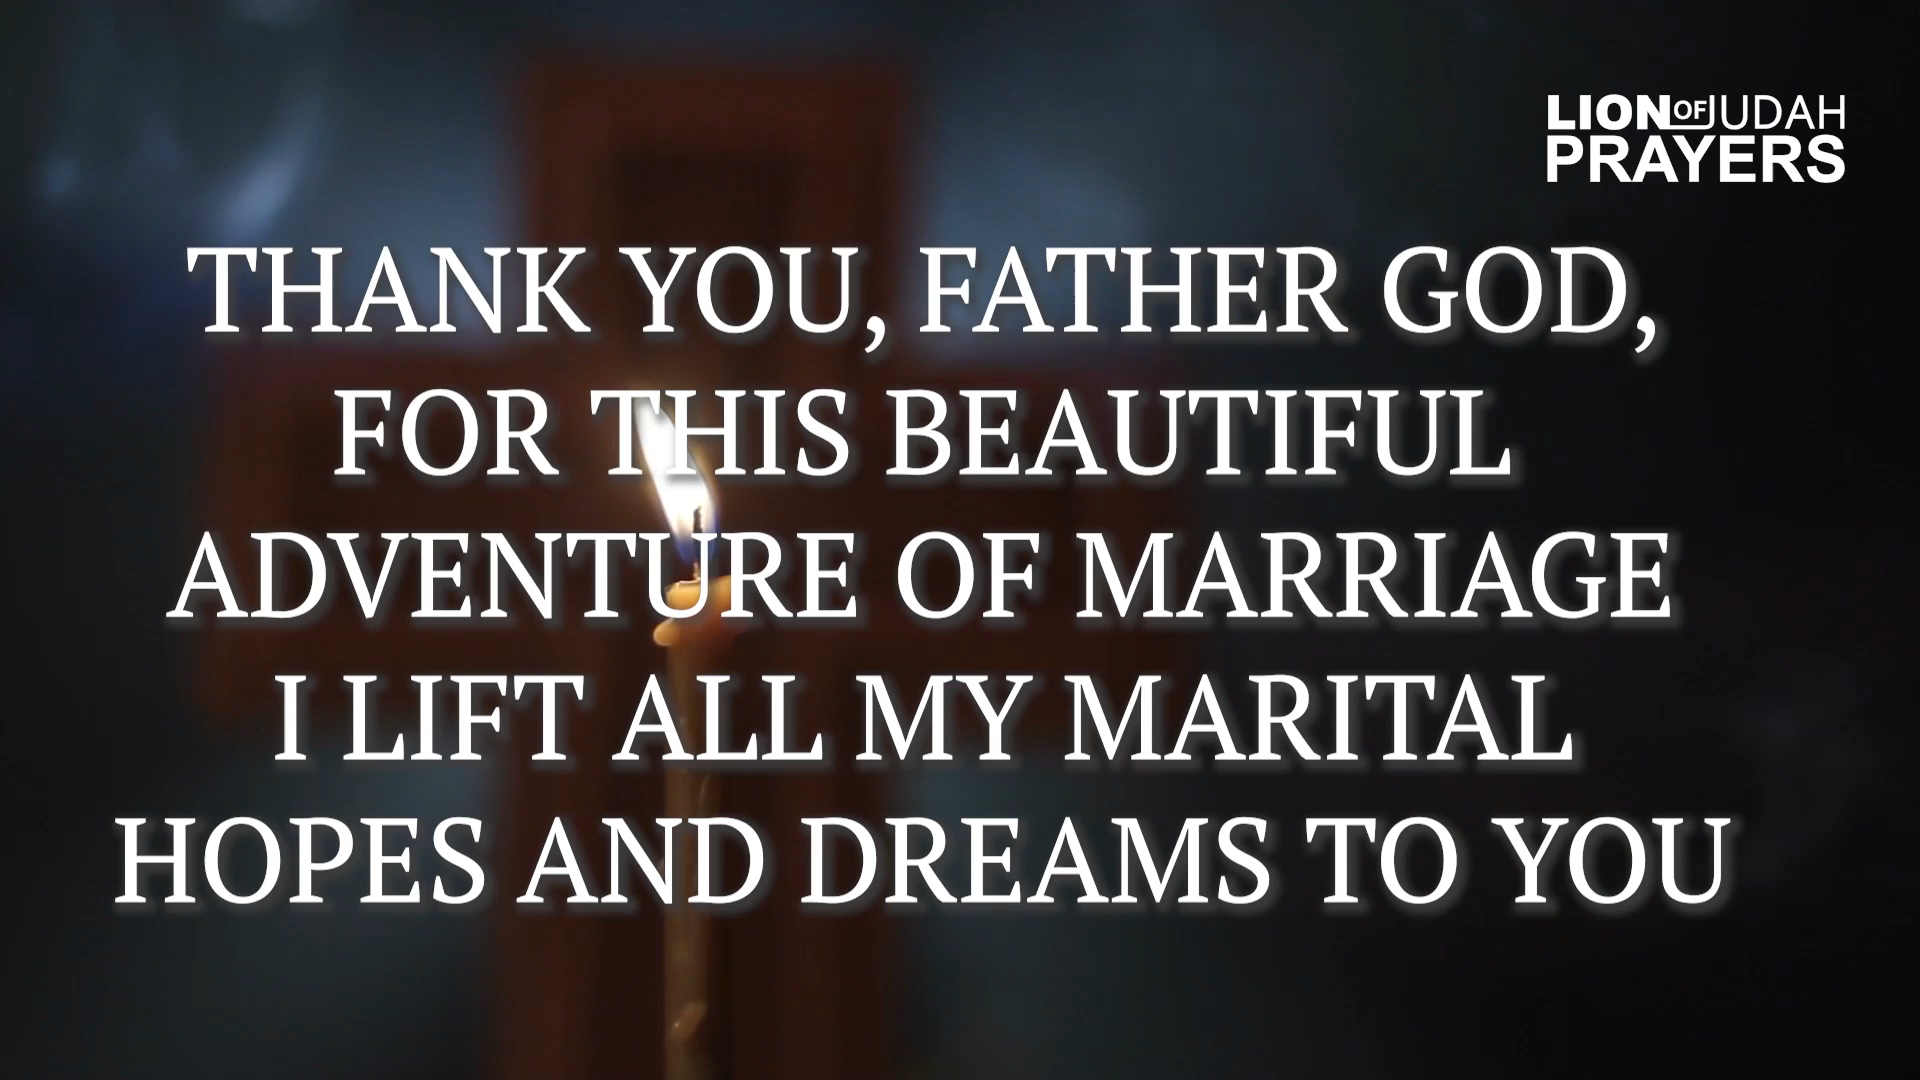 LION OF JUDAH
PRAYERS
THANK YOU, FATHER GOD,
FOR THIS BEAUTIFUL
ADVENTURE OF MARRIAGE
I LIFT ALL MY MARITAL
HOPES AND DREAMS TO YOU